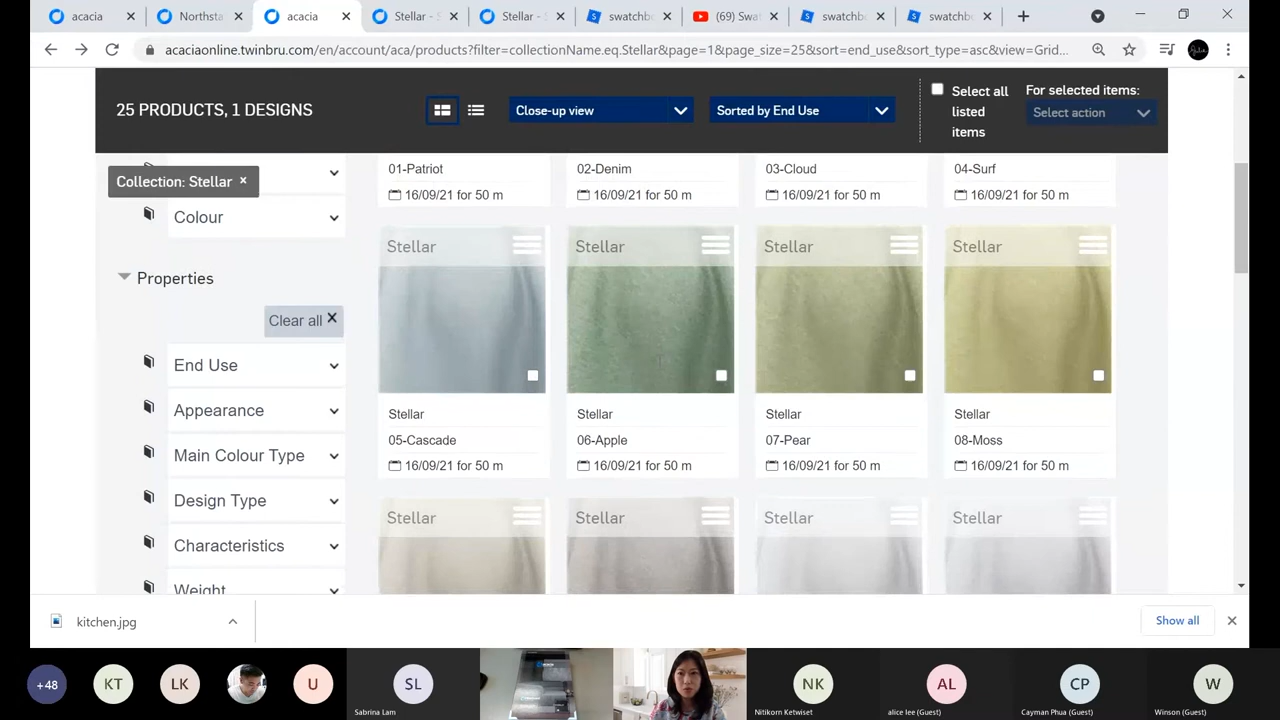 acacia
Northsta
acacia
Stellar - S
Stellar - S
swatchbo
(69) Swat
swatchbo
swatchbo
acaciaonline.twinbru.com/en/account/aca/products?filter=collectionName.eq.Stellar&page=1&page_size=25&sort=end_use&sort_type=asc&view=Grid...
25 PRODUCTS, 1 DESIGNS
Close-up view
Sorted by End Use
Select all listed items
For selected items:
Select action
Collection: Stellar ×
Colour
Properties
Clear all X
End Use
Appearance
Main Colour Type
Design Type
Characteristics
Weight
01-Patriot
02-Denim
03-Cloud
04-Surf
16/09/21 for 50 m
16/09/21 for 50 m
16/09/21 for 50 m
16/09/21 for 50 m
Stellar
Stellar
Stellar
Stellar
Stellar
Stellar
Stellar
Stellar
05-Cascade
06-Apple
07-Pear
08-Moss
16/09/21 for 50 m
16/09/21 for 50 m
16/09/21 for 50 m
16/09/21 for 50 m
Stellar
Stellar
Stellar
Stellar
kitchen.jpg
Show all
+48
KT
LK
U
SL
Sabrina Lam
NK
Nitikorn Ketwiset
AL
alice lee (Guest)
CP
Cayman Phua (Guest)
W
Winson (Guest)